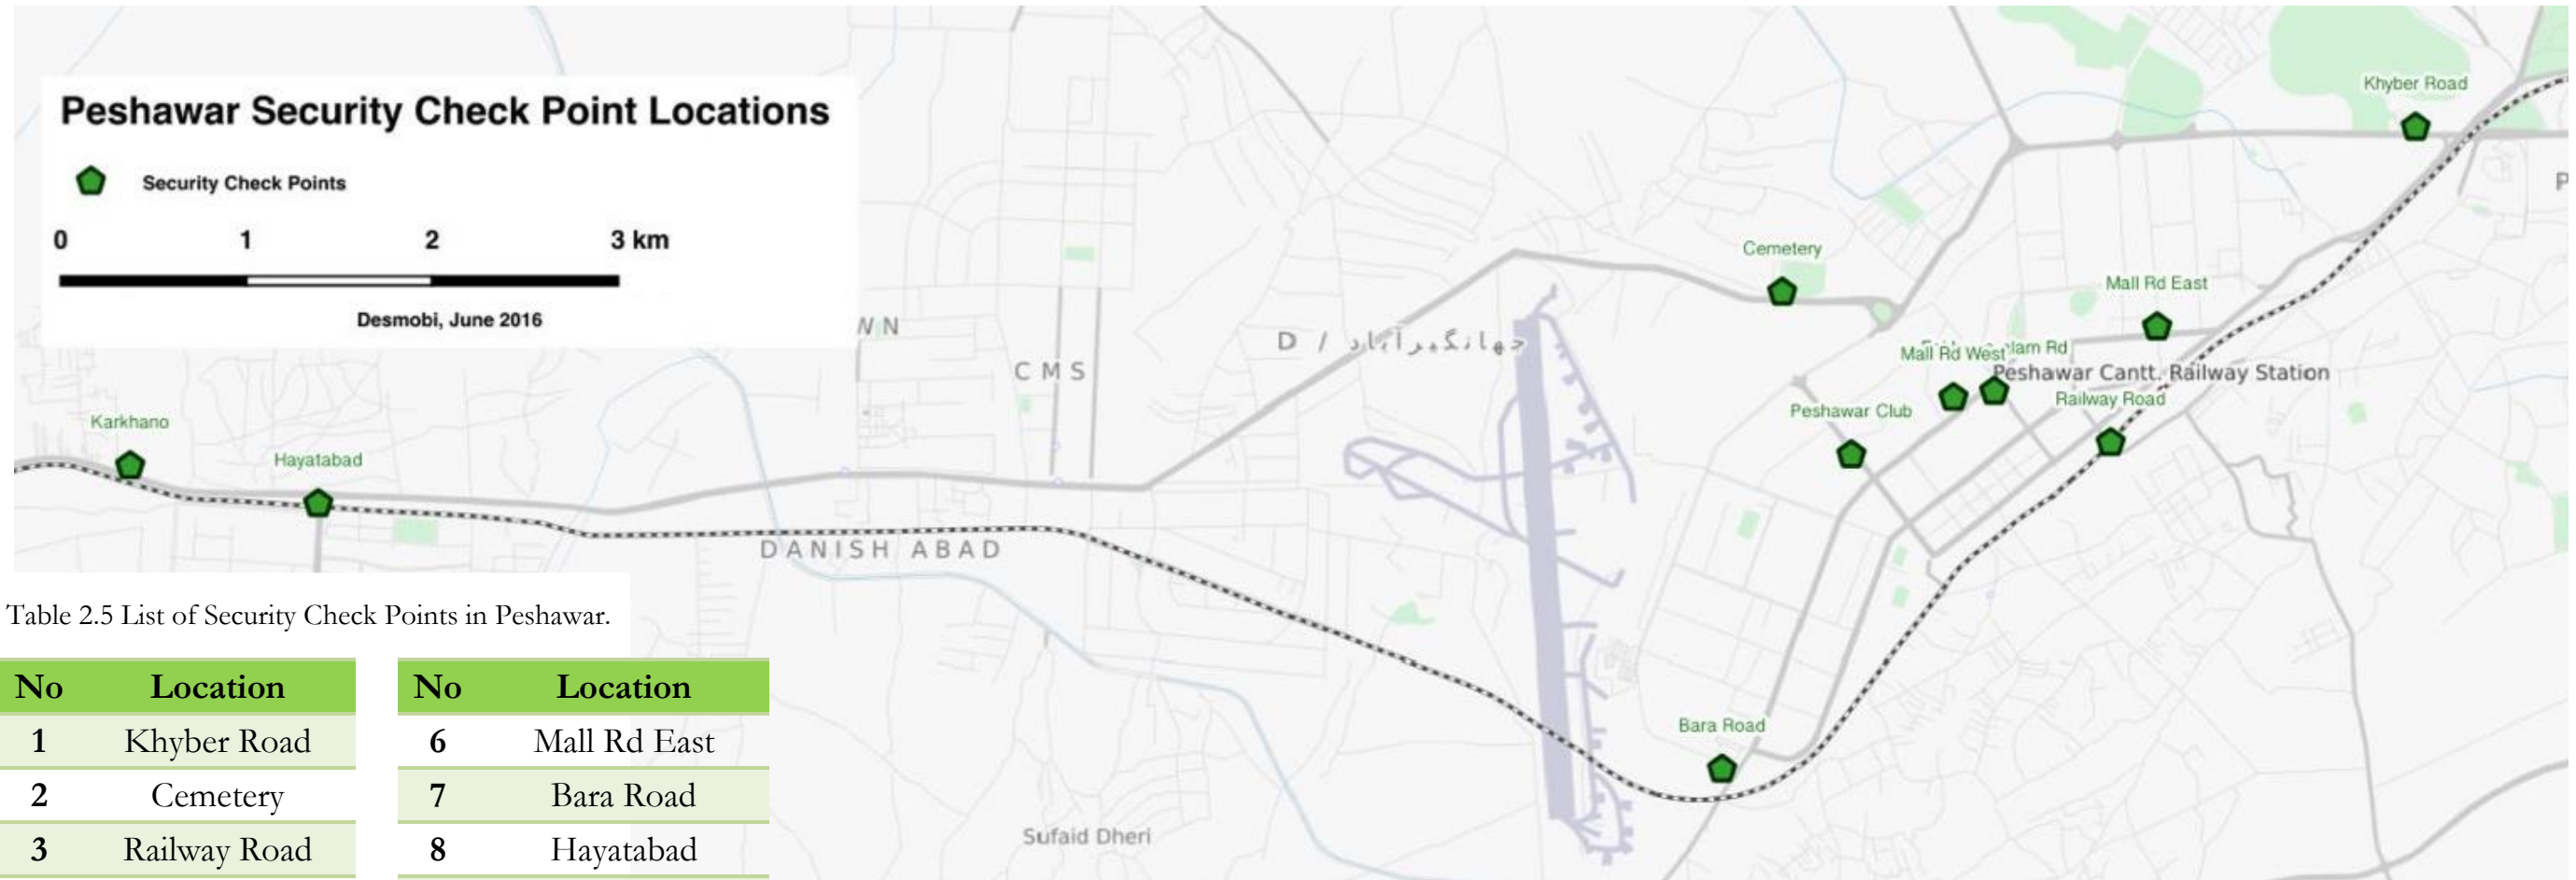 Peshawar Security Check Point Locations
Security Check Points
0 1 2 3 km
Desmobi, June 2016
Khyber Road
P
Cemetery
Mall Rd East
W N
D / جهانگیرآباد
Mall Rd West
lam Rd
C M S
Peshawar Cantt. Railway Station
Railway Road
Peshawar Club
Karkhano
Hayatabad
DANISH ABAD
Bara Road
Sufaid Dheri
Table 2.5 List of Security Check Points in Peshawar.
No Location
1 Khyber Road
2 Cemetery
3 Railway Road
No Location
6 Mall Rd East
7 Bara Road
8 Hayatabad